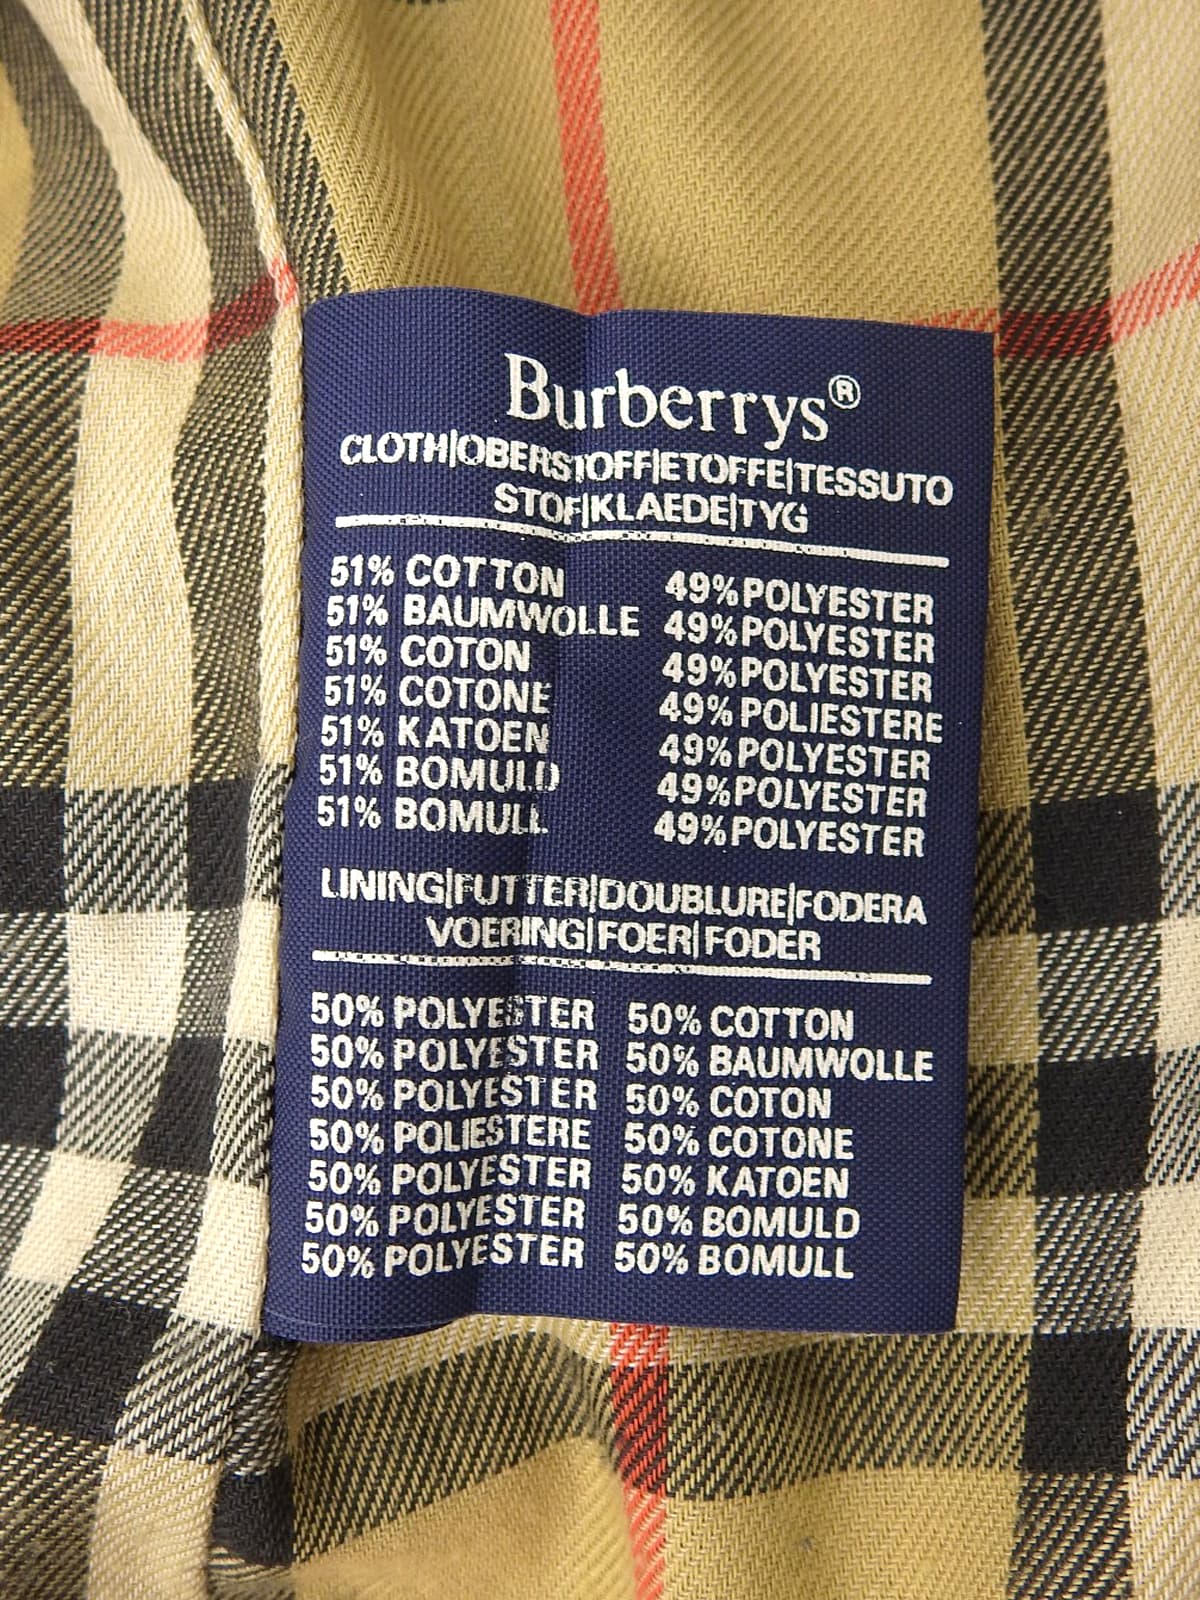 Burberrys®
CLOTH|OBERSTOFF|ETOFFE|TESSUTO
STOF|KLAEDE|TYG
51% COTTON 49% POLYESTER
51% BAUMWOLLE 49% POLYESTER
51% COTON 49% POLYESTER
51% COTONE 49% POLIESTERE
51% KATOEN 49% POLYESTER
51% BOMULD 49% POLYESTER
51% BOMULL 49% POLYESTER
LINING|FUTTER|DOUBLURE|FODERA
VOERING|FOER|FODER
50% POLYESTER 50% COTTON
50% POLYESTER 50% BAUMWOLLE
50% POLYESTER 50% COTON
50% POLIESTERE 50% COTONE
50% POLYESTER 50% KATOEN
50% POLYESTER 50% BOMULD
50% POLYESTER 50% BOMULL